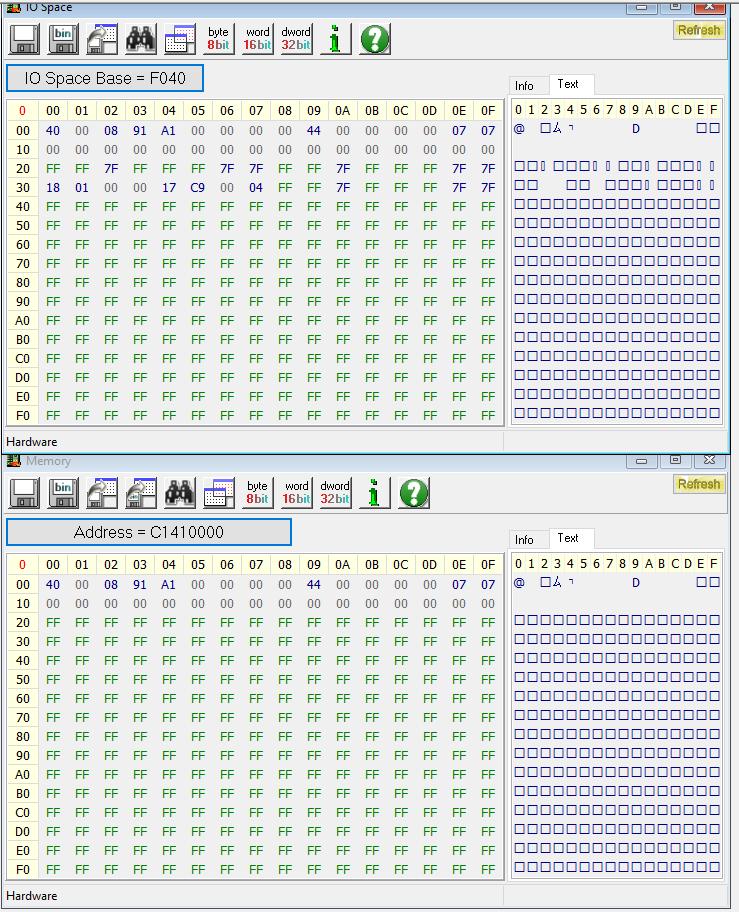 IO Space
bin byte 8bit word 16bit dword 32bit i ? Refresh
IO Space Base = F040
Info Text
0 00 01 02 03 04 05 06 07 08 09 0A 0B 0C 0D 0E 0F 0 1 2 3 4 5 6 7 8 9 A B C D E F
00 40 00 08 91 A1 00 00 00 00 44 00 00 00 00 07 07 @ □ム ㄱ D □□
10 00 00 00 00 00 00 00 00 00 00 00 00 00 00 00 00
20 FF FF 7F FF FF FF 7F 7F FF FF 7F FF FF FF 7F 7F
30 18 01 00 00 17 C9 00 04 FF FF 7F FF FF FF 7F 7F
40 FF FF FF FF FF FF FF FF FF FF FF FF FF FF FF FF
50 FF FF FF FF FF FF FF FF FF FF FF FF FF FF FF FF
60 FF FF FF FF FF FF FF FF FF FF FF FF FF FF FF FF
70 FF FF FF FF FF FF FF FF FF FF FF FF FF FF FF FF
80 FF FF FF FF FF FF FF FF FF FF FF FF FF FF FF FF
90 FF FF FF FF FF FF FF FF FF FF FF FF FF FF FF FF
A0 FF FF FF FF FF FF FF FF FF FF FF FF FF FF FF FF
B0 FF FF FF FF FF FF FF FF FF FF FF FF FF FF FF FF
C0 FF FF FF FF FF FF FF FF FF FF FF FF FF FF FF FF
D0 FF FF FF FF FF FF FF FF FF FF FF FF FF FF FF FF
E0 FF FF FF FF FF FF FF FF FF FF FF FF FF FF FF FF
F0 FF FF FF FF FF FF FF FF FF FF FF FF FF FF FF FF
Hardware
Memory
bin byte 8bit word 16bit dword 32bit i ? Refresh
Address = C1410000
Info Text
0 00 01 02 03 04 05 06 07 08 09 0A 0B 0C 0D 0E 0F 0 1 2 3 4 5 6 7 8 9 A B C D E F
00 40 00 08 91 A1 00 00 00 00 44 00 00 00 00 07 07 @ □ム ㄱ D □□
10 00 00 00 00 00 00 00 00 00 00 00 00 00 00 00 00
20 FF FF FF FF FF FF FF FF FF FF FF FF FF FF FF FF
30 FF FF FF FF FF FF FF FF FF FF FF FF FF FF FF FF
40 FF FF FF FF FF FF FF FF FF FF FF FF FF FF FF FF
50 FF FF FF FF FF FF FF FF FF FF FF FF FF FF FF FF
60 FF FF FF FF FF FF FF FF FF FF FF FF FF FF FF FF
70 FF FF FF FF FF FF FF FF FF FF FF FF FF FF FF FF
80 FF FF FF FF FF FF FF FF FF FF FF FF FF FF FF FF
90 FF FF FF FF FF FF FF FF FF FF FF FF FF FF FF FF
A0 FF FF FF FF FF FF FF FF FF FF FF FF FF FF FF FF
B0 FF FF FF FF FF FF FF FF FF FF FF FF FF FF FF FF
C0 FF FF FF FF FF FF FF FF FF FF FF FF FF FF FF FF
D0 FF FF FF FF FF FF FF FF FF FF FF FF FF FF FF FF
E0 FF FF FF FF FF FF FF FF FF FF FF FF FF FF FF FF
F0 FF FF FF FF FF FF FF FF FF FF FF FF FF FF FF FF
Hardware